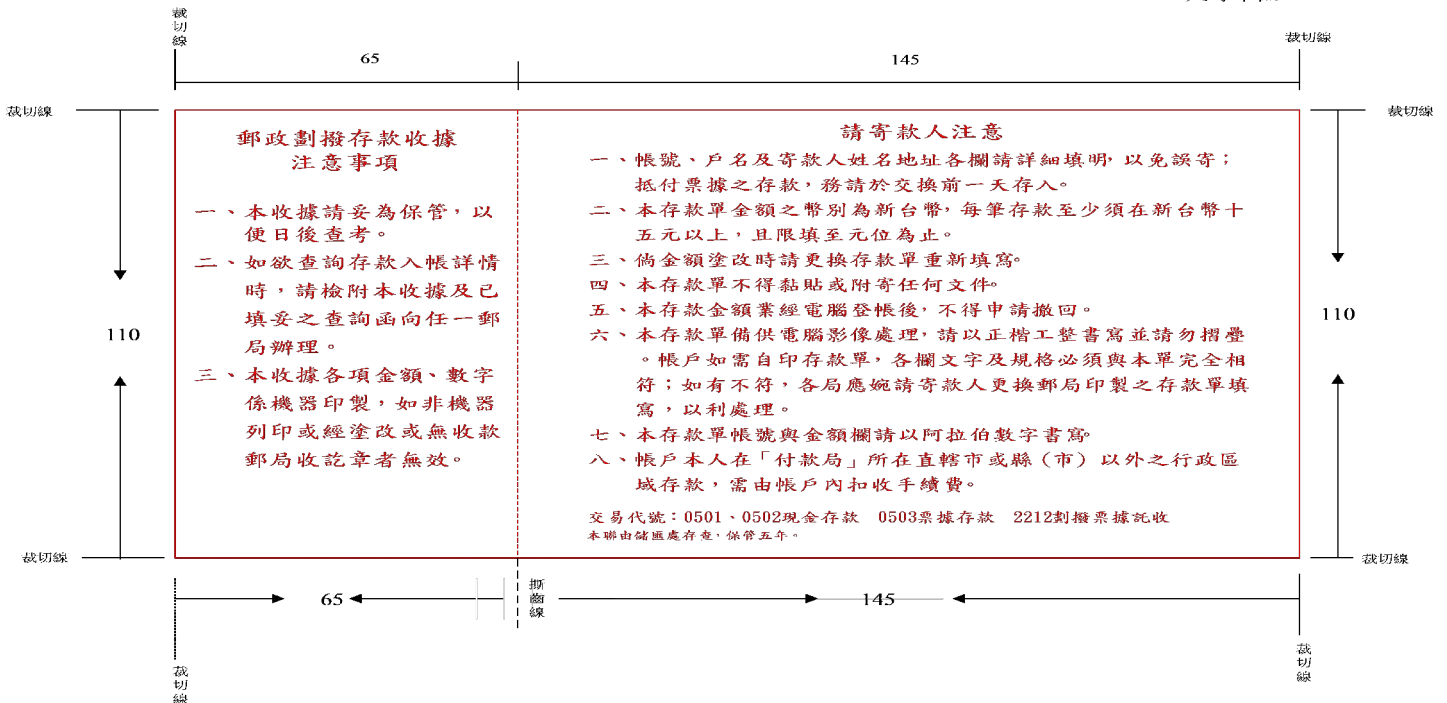 裁切線
65
145
裁切線
裁切線
裁切線
郵政劃撥存款收據
注意事項
一、本收據請妥為保管，以
便日後查考。
二、如欲查詢存款入帳詳情
時，請檢附本收據及已
填妥之查詢函向任一郵
局辦理。
三、本收據各項金額、數字
係機器印製，如非機器
列印或經塗改或無收款
郵局收訖章者無效。
請寄款人注意
一、帳號、戶名及寄款人姓名地址各欄請詳細填明，以免誤寄；
抵付票據之存款，務請於交換前一天存入。
二、本存款單金額之幣別為新台幣，每筆存款至少須在新台幣十
五元以上，且限填至元位為止。
三、倘金額塗改時請更換存款單重新填寫。
四、本存款單不得黏貼或附寄任何文件。
五、本存款金額業經電腦登帳後，不得申請撤回。
六、本存款單備供電腦影像處理，請以正楷工整書寫並請勿摺疊
。帳戶如需自印存款單，各欄文字及規格必須與本單完全相
符；如有不符，各局應婉請寄款人更換郵局印製之存款單填
寫，以利處理。
七、本存款單帳號與金額欄請以阿拉伯數字書寫。
八、帳戶本人在「付款局」所在直轄市或縣（市）以外之行政區
域存款，需由帳戶內扣收手續費。
交易代號：0501、0502現金存款　0503票據存款　2212劃撥票據託收
本聯由儲匯處存查，保管五年。
110
110
裁切線
裁切線
65
撕齒線
145
裁切線
裁切線